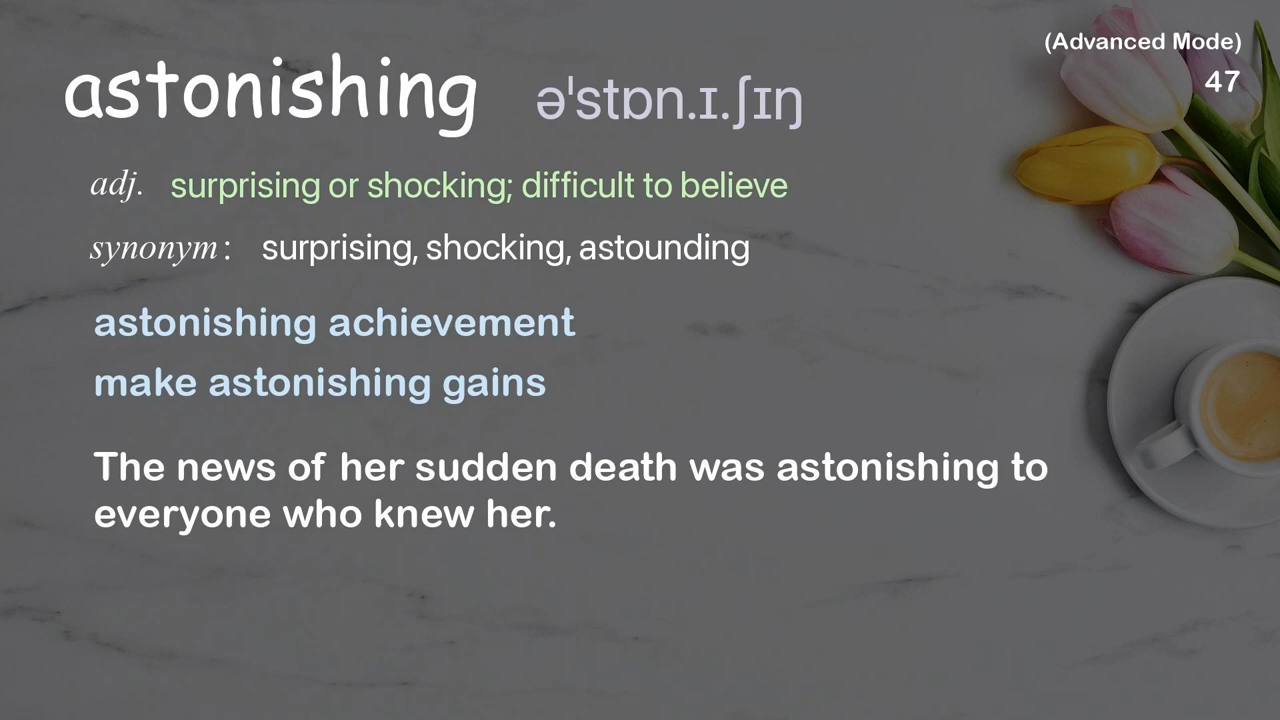 (Advanced Mode)
47
astonishing əˈstɒn.ɪ.ʃɪŋ
adj. surprising or shocking; difficult to believe
synonym: surprising, shocking, astounding
astonishing achievement
make astonishing gains
The news of her sudden death was astonishing to
everyone who knew her.